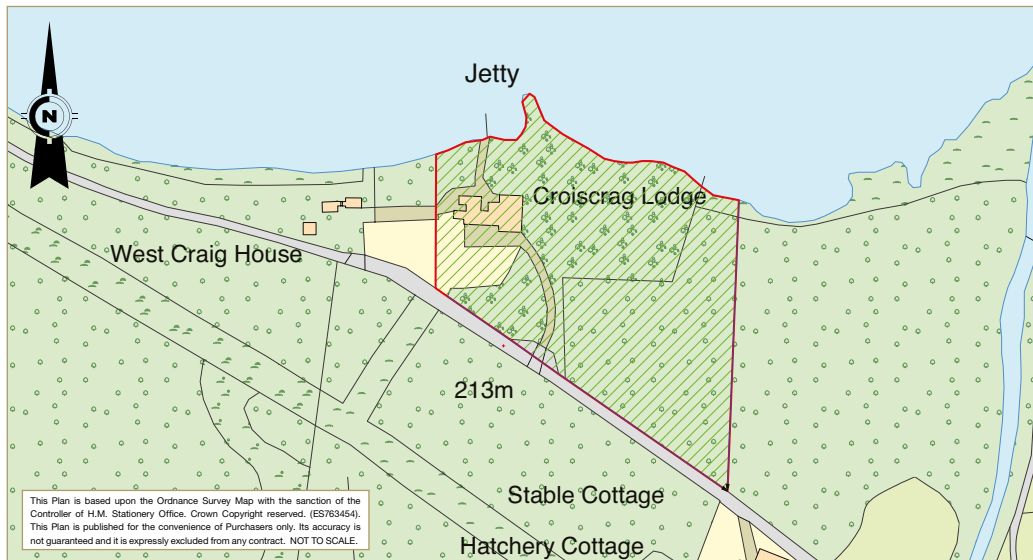 Jetty
N
Croiscrag Lodge
West Craig House
213m
Stable Cottage
Hatchery Cottage
This Plan is based upon the Ordnance Survey Map with the sanction of the
Controller of H.M. Stationery Office. Crown Copyright reserved. (ES763454).
This Plan is published for the convenience of Purchasers only. Its accuracy is
not guaranteed and it is expressly excluded from any contract. NOT TO SCALE.